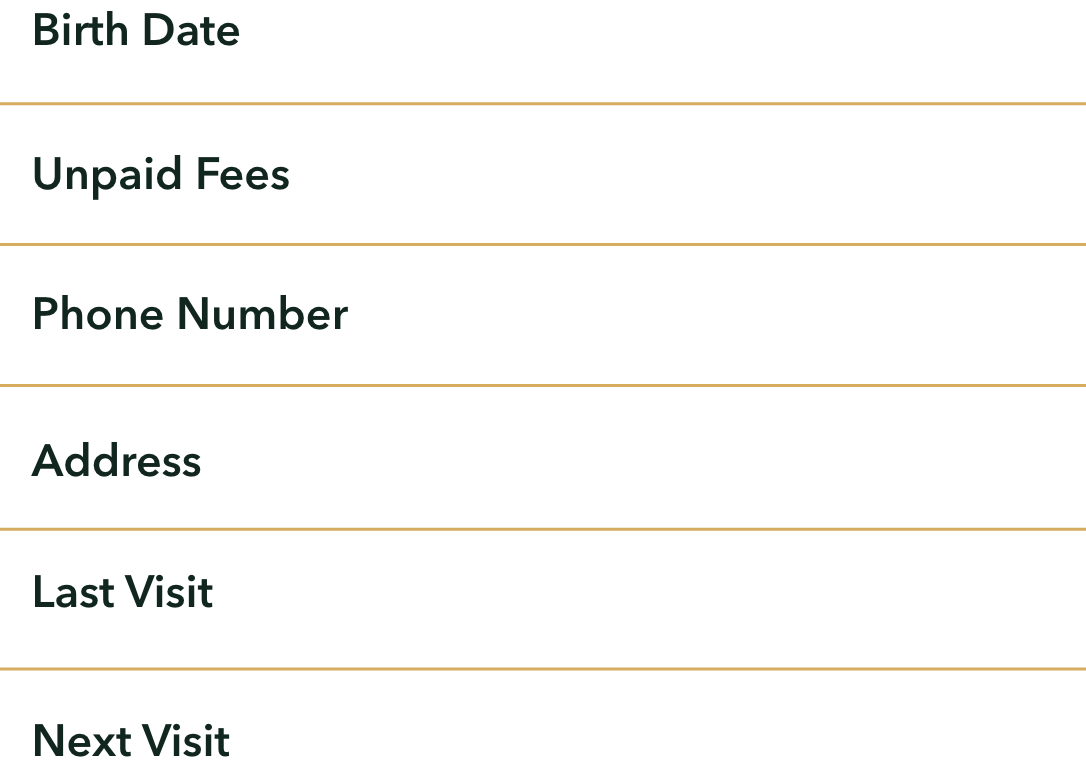 Birth Date
Unpaid Fees
Phone Number
Address
Last Visit
Next Visit